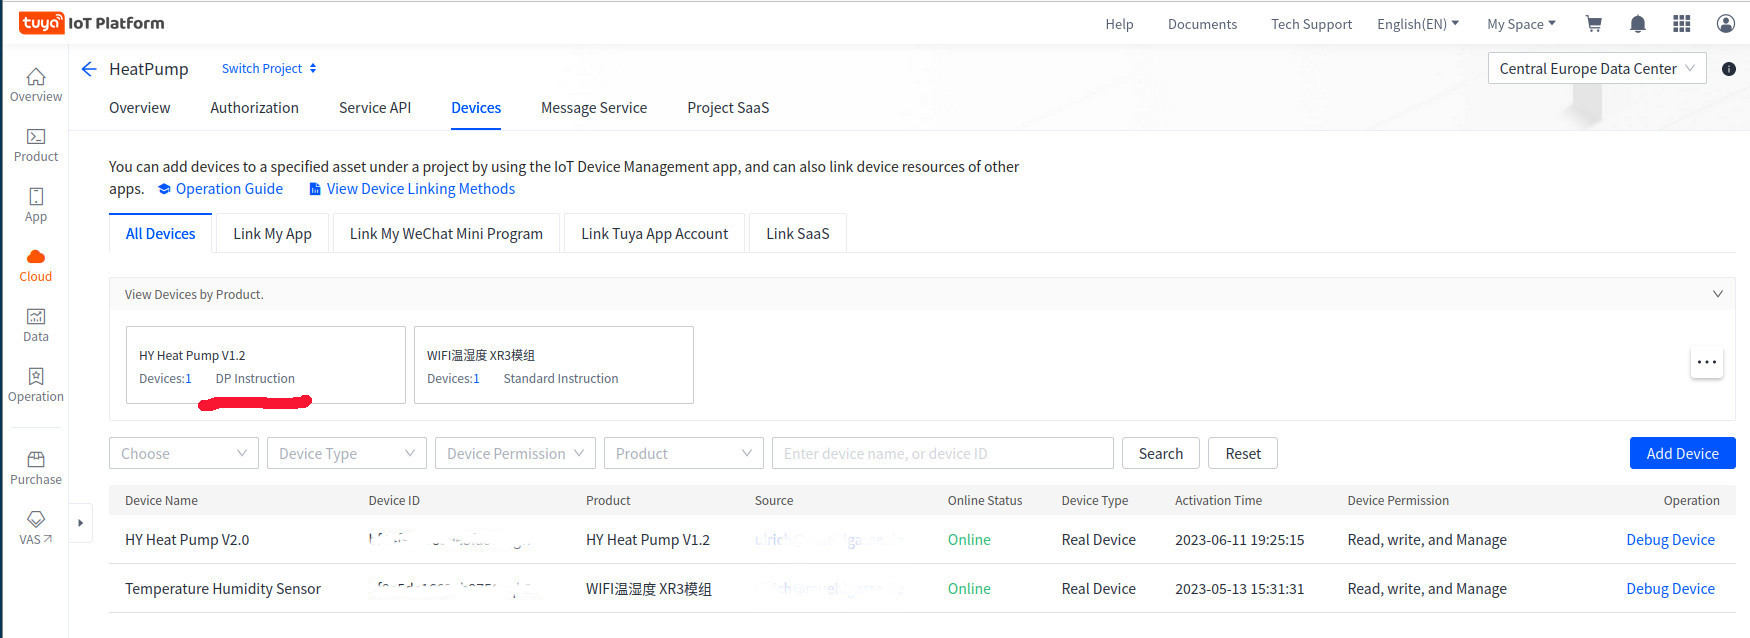 tuya IoT Platform
Help Documents Tech Support English(EN) My Space
HeatPump Switch Project Central Europe Data Center
Overview Authorization Service API Devices Message Service Project SaaS
Overview
Product
App
Cloud
Data
Operation
Purchase
VAS
You can add devices to a specified asset under a project by using the IoT Device Management app, and can also link device resources of other
apps. Operation Guide View Device Linking Methods
All Devices Link My App Link My WeChat Mini Program Link Tuya App Account Link SaaS
View Devices by Product.
HY Heat Pump V1.2
Devices:1 DP Instruction
WIFI温湿度 XR3模组
Devices:1 Standard Instruction
Choose Device Type Device Permission Product Enter device name, or device ID Search Reset Add Device
Device Name Device ID Product Source Online Status Device Type Activation Time Device Permission Operation
HY Heat Pump V2.0 HY Heat Pump V1.2 Online Real Device 2023-06-11 19:25:15 Read, write, and Manage Debug Device
Temperature Humidity Sensor WIFI温湿度 XR3模组 Online Real Device 2023-05-13 15:31:31 Read, write, and Manage Debug Device